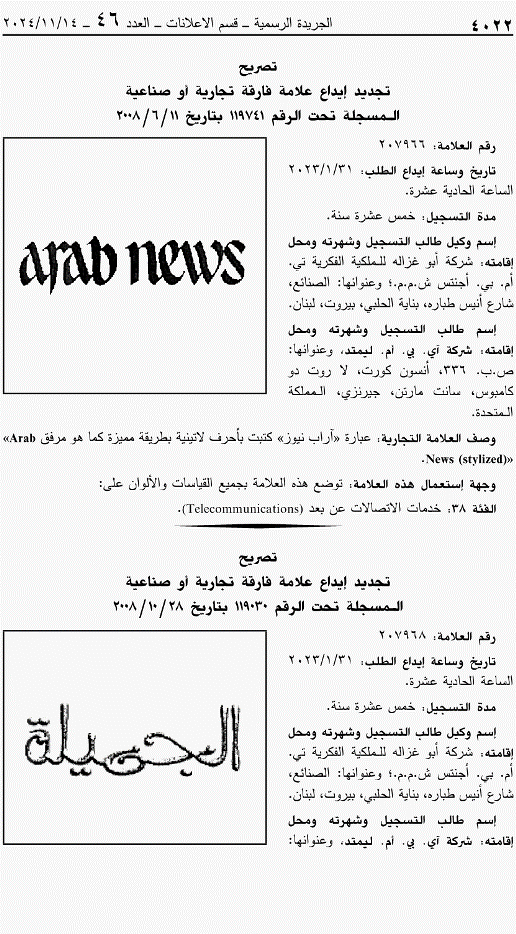 ٤٠٢٢
الجريدة الرسمية ــ قسم الاعلانات ــ العدد ٤٦ ــ ٢٠٢٤/١١/١٤
تصريح
تجديد إيداع علامة فارقة تجارية أو صناعية
الـمسجلة تحت الرقم ١١٩٧٤١ بتاريخ ٢٠٠٨/٦/١١
رقم العلامة: ٢٠٧٩٦٦
تاريخ وساعة إيداع الطلب: ٢٠٢٣/١/٣١
الساعة الحادية عشرة.
مدة التسجيل: خمس عشرة سنة.
إسم وكيل طالب التسجيل وشهرته ومحل
إقامته: شركة أبو غزاله للـملكية الفكرية تي.
أم. بي. أجنتس ش.م.م.؛ وعنوانها: الصنائع،
شارع أنيس طباره، بناية الحلبي، بيروت، لبنان.
إسم طالب التسجيل وشهرته ومحل
إقامته: شركة آي. بي. أم. ليمتد، وعنوانها:
ص.ب. ٣٣٦، أنسون كورت، لا روت دو
كامبوس، سانت مارتن، جيرنزي، الـمملكة
الـمتحدة.
arab news
وصف العلامة التجارية: عبارة «آراب نيوز» كتبت بأحرف لاتينية بطريقة مميزة كما هو مرفق «Arab
News (stylized)».
وجهة إستعمال هذه العلامة: توضع هذه العلامة بجميع القياسات والألوان على:
الفئة ٣٨: خدمات الاتصالات عن بعد (Telecommunications).
تصريح
تجديد إيداع علامة فارقة تجارية أو صناعية
الـمسجلة تحت الرقم ١١٩٠٣٠ بتاريخ ٢٠٠٨/١٠/٢٨
رقم العلامة: ٢٠٧٩٦٨
تاريخ وساعة إيداع الطلب: ٢٠٢٣/١/٣١
الساعة الحادية عشرة.
مدة التسجيل: خمس عشرة سنة.
إسم وكيل طالب التسجيل وشهرته ومحل
إقامته: شركة أبو غزاله للـملكية الفكرية تي.
أم. بي. أجنتس ش.م.م.؛ وعنوانها: الصنائع،
شارع أنيس طباره، بناية الحلبي، بيروت، لبنان.
إسم طالب التسجيل وشهرته ومحل
إقامته: شركة آي. بي. أم. ليمتد، وعنوانها:
الجميلة